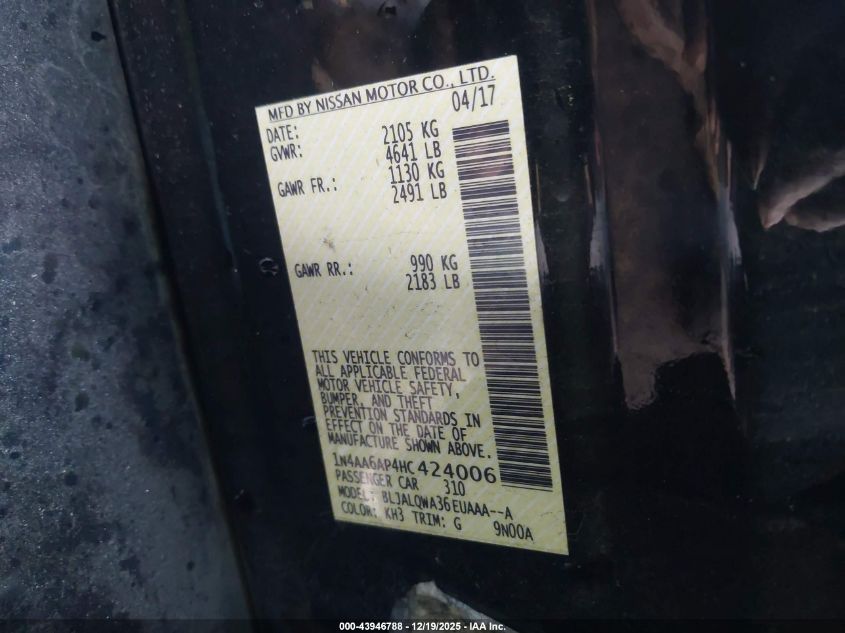 MFD BY NISSAN MOTOR CO., LTD.
DATE: 04/17
GVWR: 2105 KG
4641 LB
GAWR FR.: 1130 KG
2491 LB
GAWR RR.: 990 KG
2183 LB
THIS VEHICLE CONFORMS TO
ALL APPLICABLE FEDERAL
MOTOR VEHICLE SAFETY,
BUMPER, AND THEFT
PREVENTION STANDARDS IN
EFFECT ON THE DATE OF
MANUFACTURE SHOWN ABOVE.
1N4AA6AP4HC424006
PASSENGER CAR 310
MODEL: BLJALQWA36EUAAA--A
COLOR: KH3 TRIM: G 9N00A
000-43946788 - 12/19/2025 - IAA Inc.